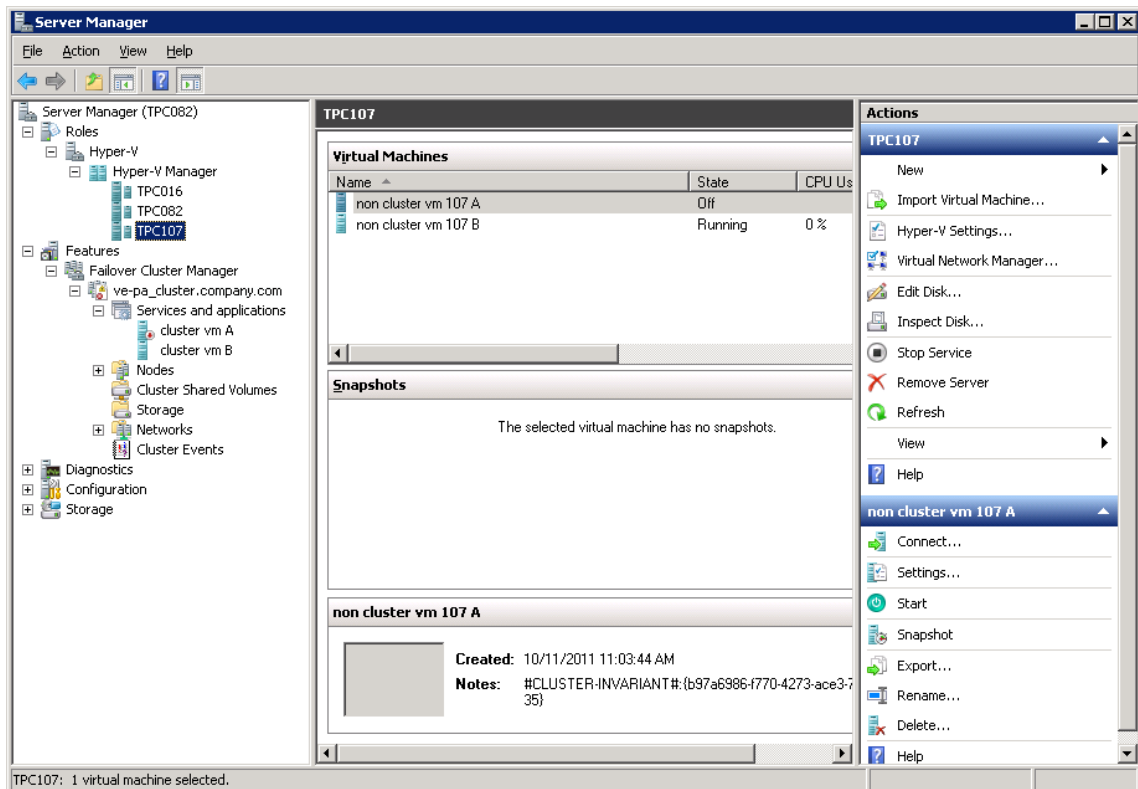 Server Manager
File Action View Help
Server Manager (TPC082)
Roles
Hyper-V
Hyper-V Manager
TPC016
TPC082
TPC107
Features
Failover Cluster Manager
ve-pa_cluster.company.com
Services and applications
cluster vm A
cluster vm B
Nodes
Cluster Shared Volumes
Storage
Networks
Cluster Events
Diagnostics
Configuration
Storage
TPC107
Virtual Machines
Name State CPU Us
non cluster vm 107 A Off
non cluster vm 107 B Running 0 %
Snapshots
The selected virtual machine has no snapshots.
non cluster vm 107 A
Created: 10/11/2011 11:03:44 AM
Notes: #CLUSTER-INVARIANT#:{b97a6986-f770-4273-ace3-7
35}
Actions
TPC107
New
Import Virtual Machine...
Hyper-V Settings...
Virtual Network Manager...
Edit Disk...
Inspect Disk...
Stop Service
Remove Server
Refresh
View
Help
non cluster vm 107 A
Connect...
Settings...
Start
Snapshot
Export...
Rename...
Delete...
Help
TPC107: 1 virtual machine selected.